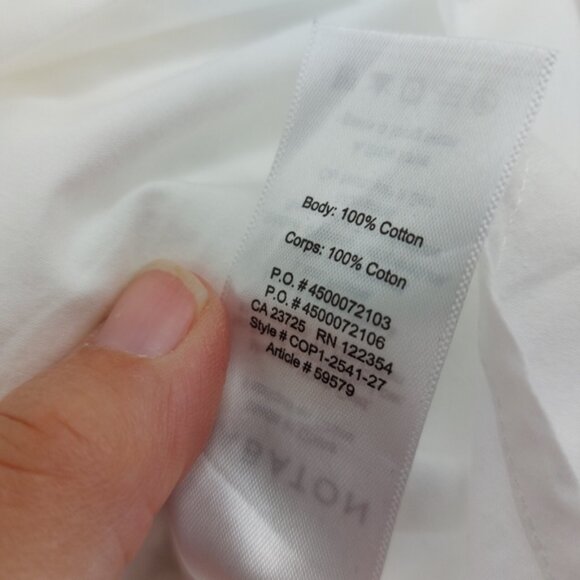 Body: 100% Cotton
Corps: 100% Coton
P.O. # 4500072103
P.O. # 4500072106
CA 23725 RN 122354
Style # COP1-2541-27
Article # 59579